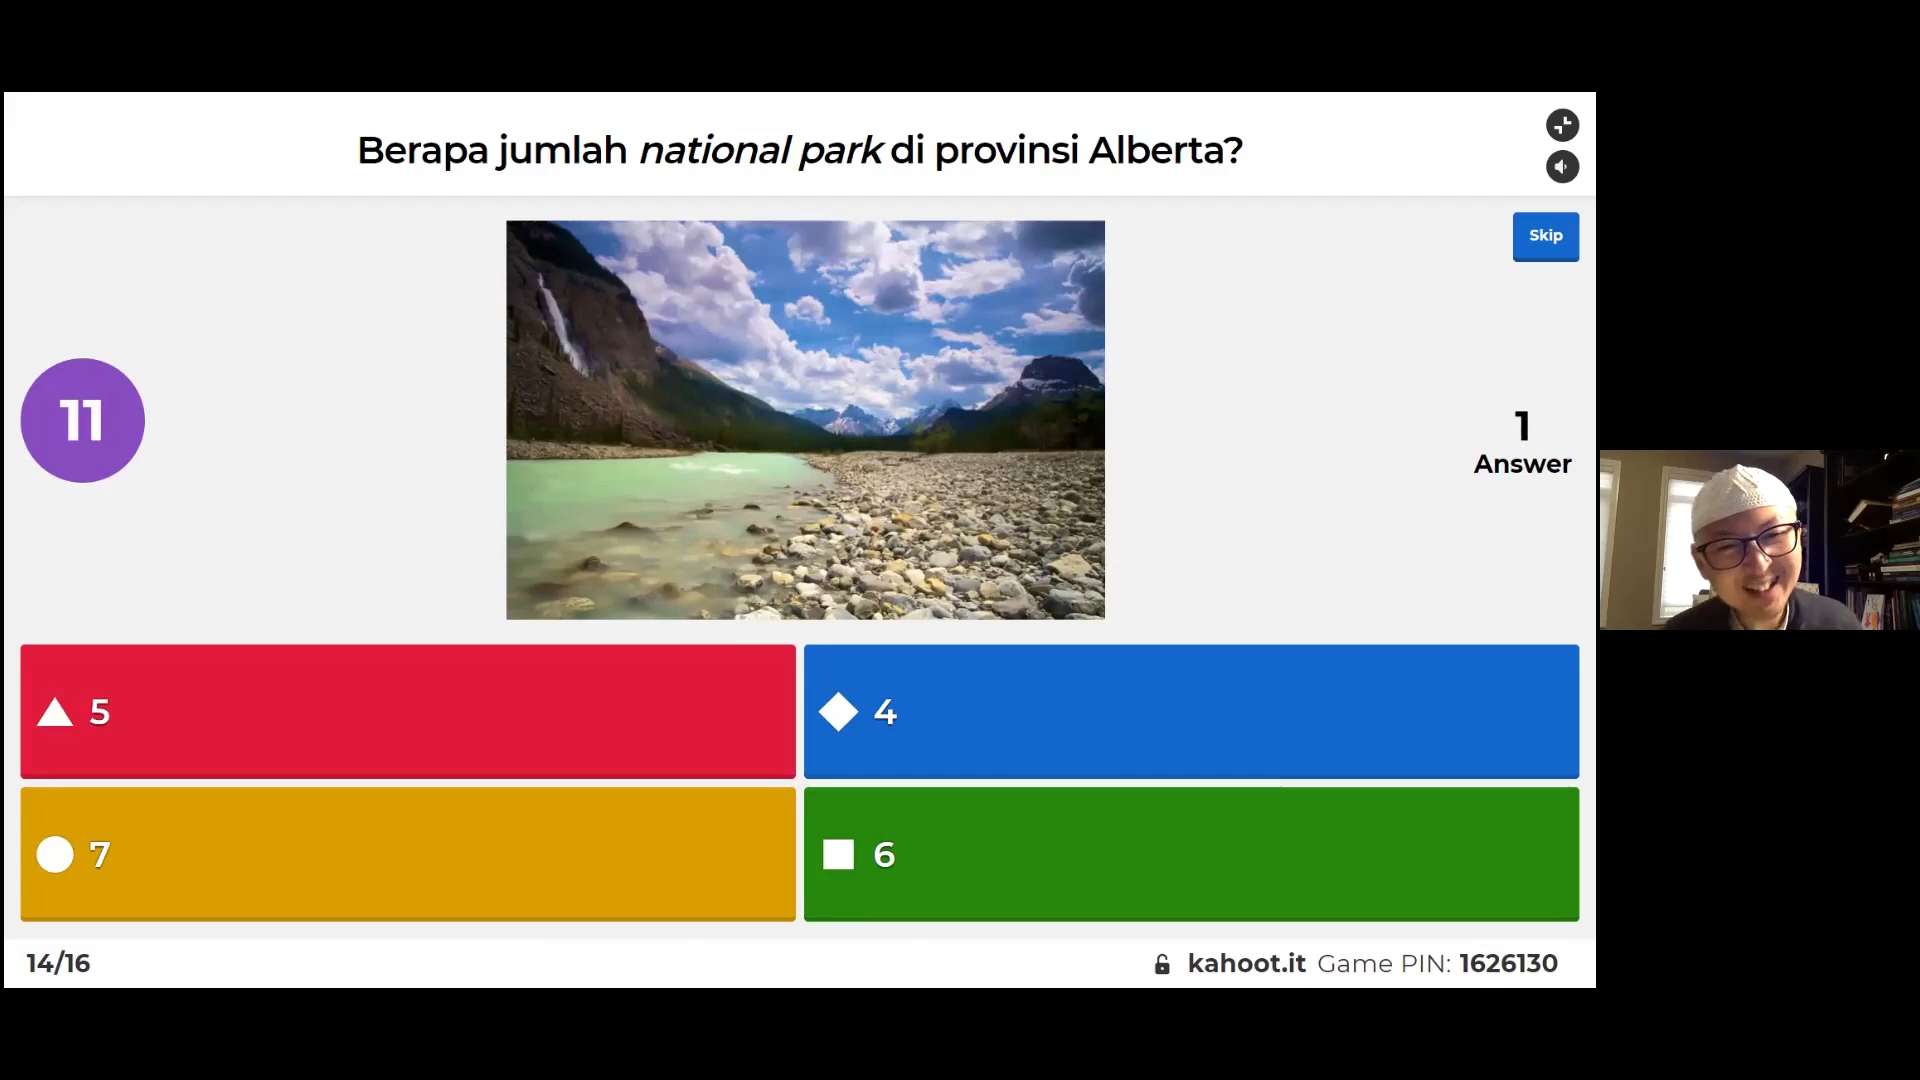 Berapa jumlah national park di provinsi Alberta?
Skip
11
1
Answer
5
4
7
6
14/16
kahoot.it Game PIN: 1626130